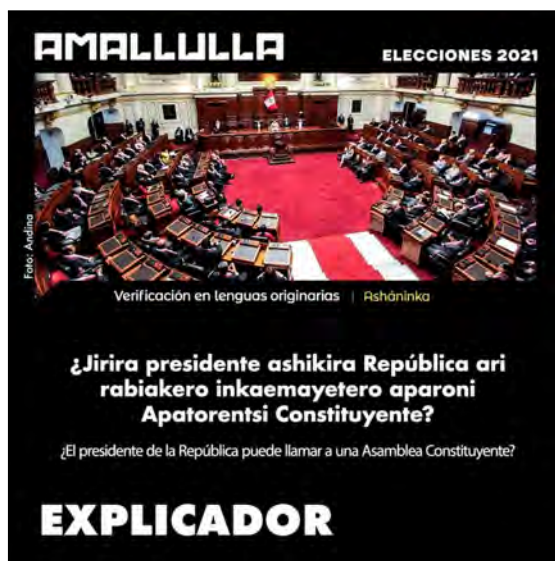 AMALLULLA
ELECCIONES 2021
Foto: Andina
Verificación en lenguas originarias | Asháninka
¿Jirira presidente ashikira República ari
rabiakero inkaemayetero aparoni
Apatorentsi Constituyente?
¿El presidente de la República puede llamar a una Asamblea Constituyente?
EXPLICADOR